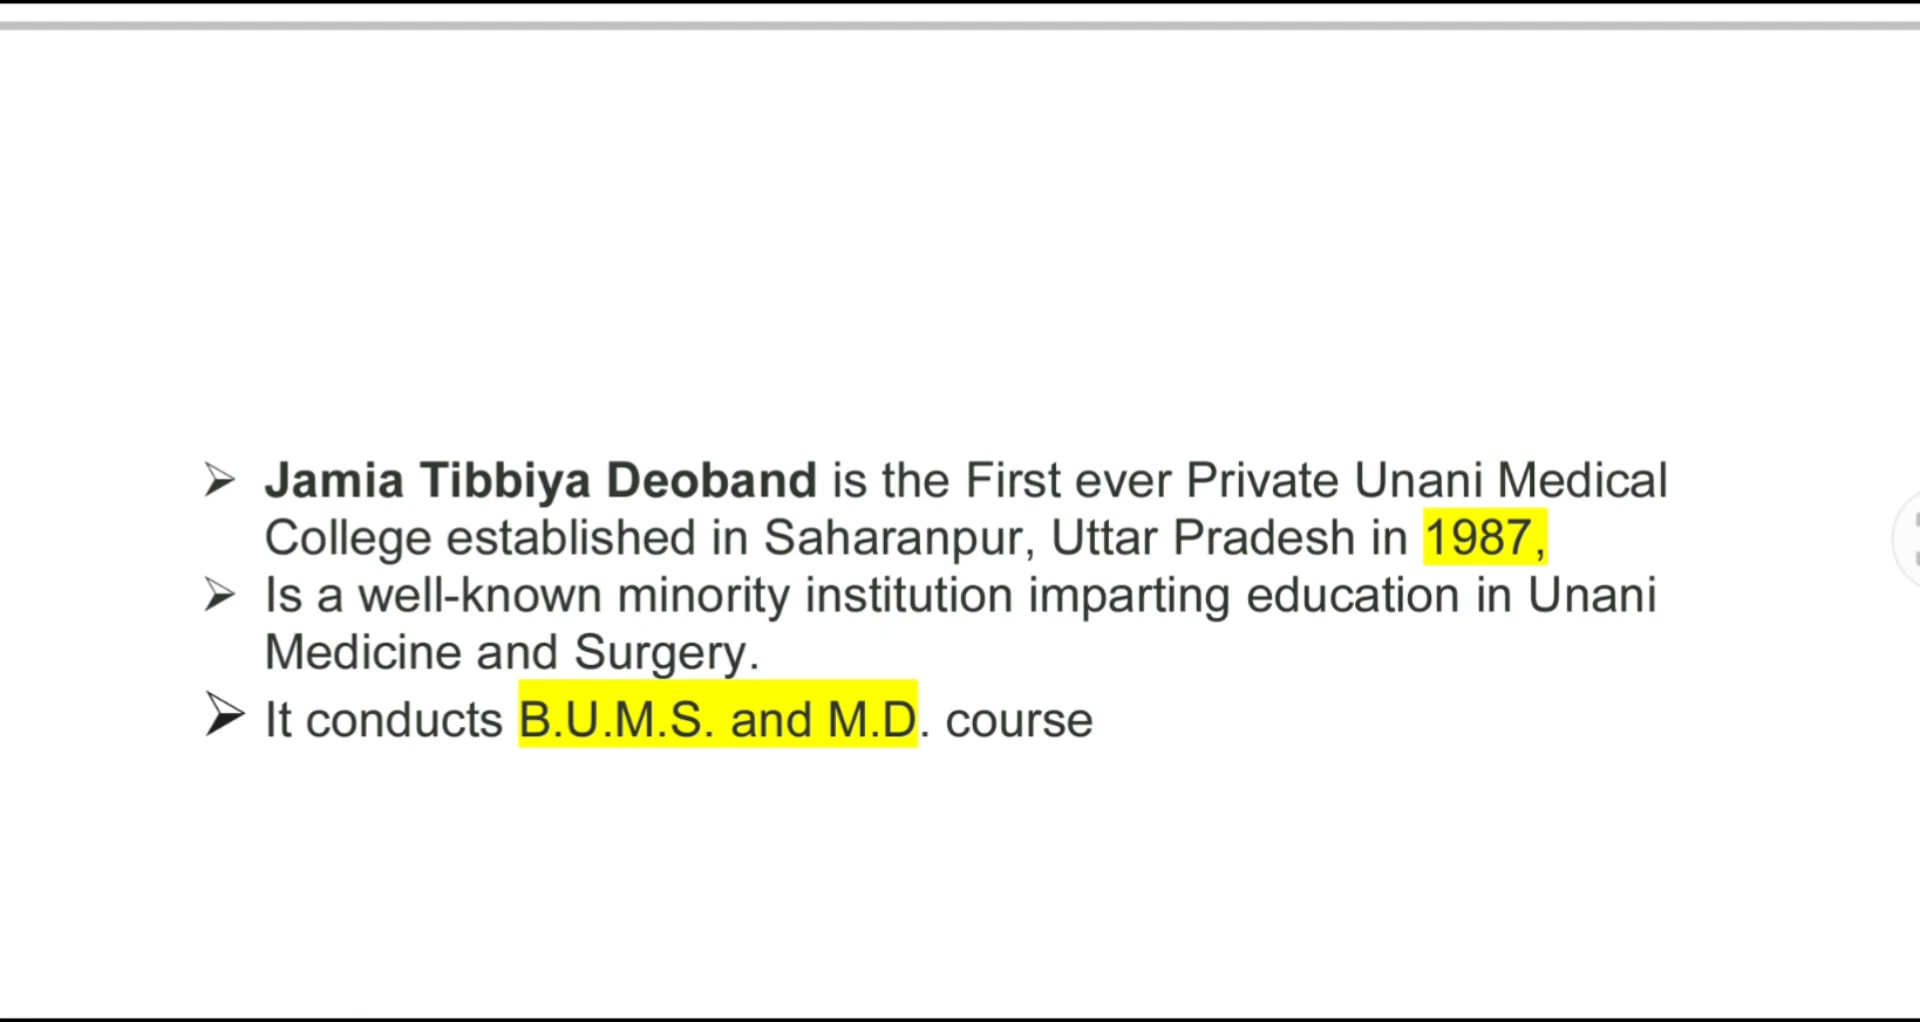 ➢ Jamia Tibbiya Deoband is the First ever Private Unani Medical
College established in Saharanpur, Uttar Pradesh in 1987,
➢ Is a well-known minority institution imparting education in Unani
Medicine and Surgery.
➢ It conducts B.U.M.S. and M.D. course